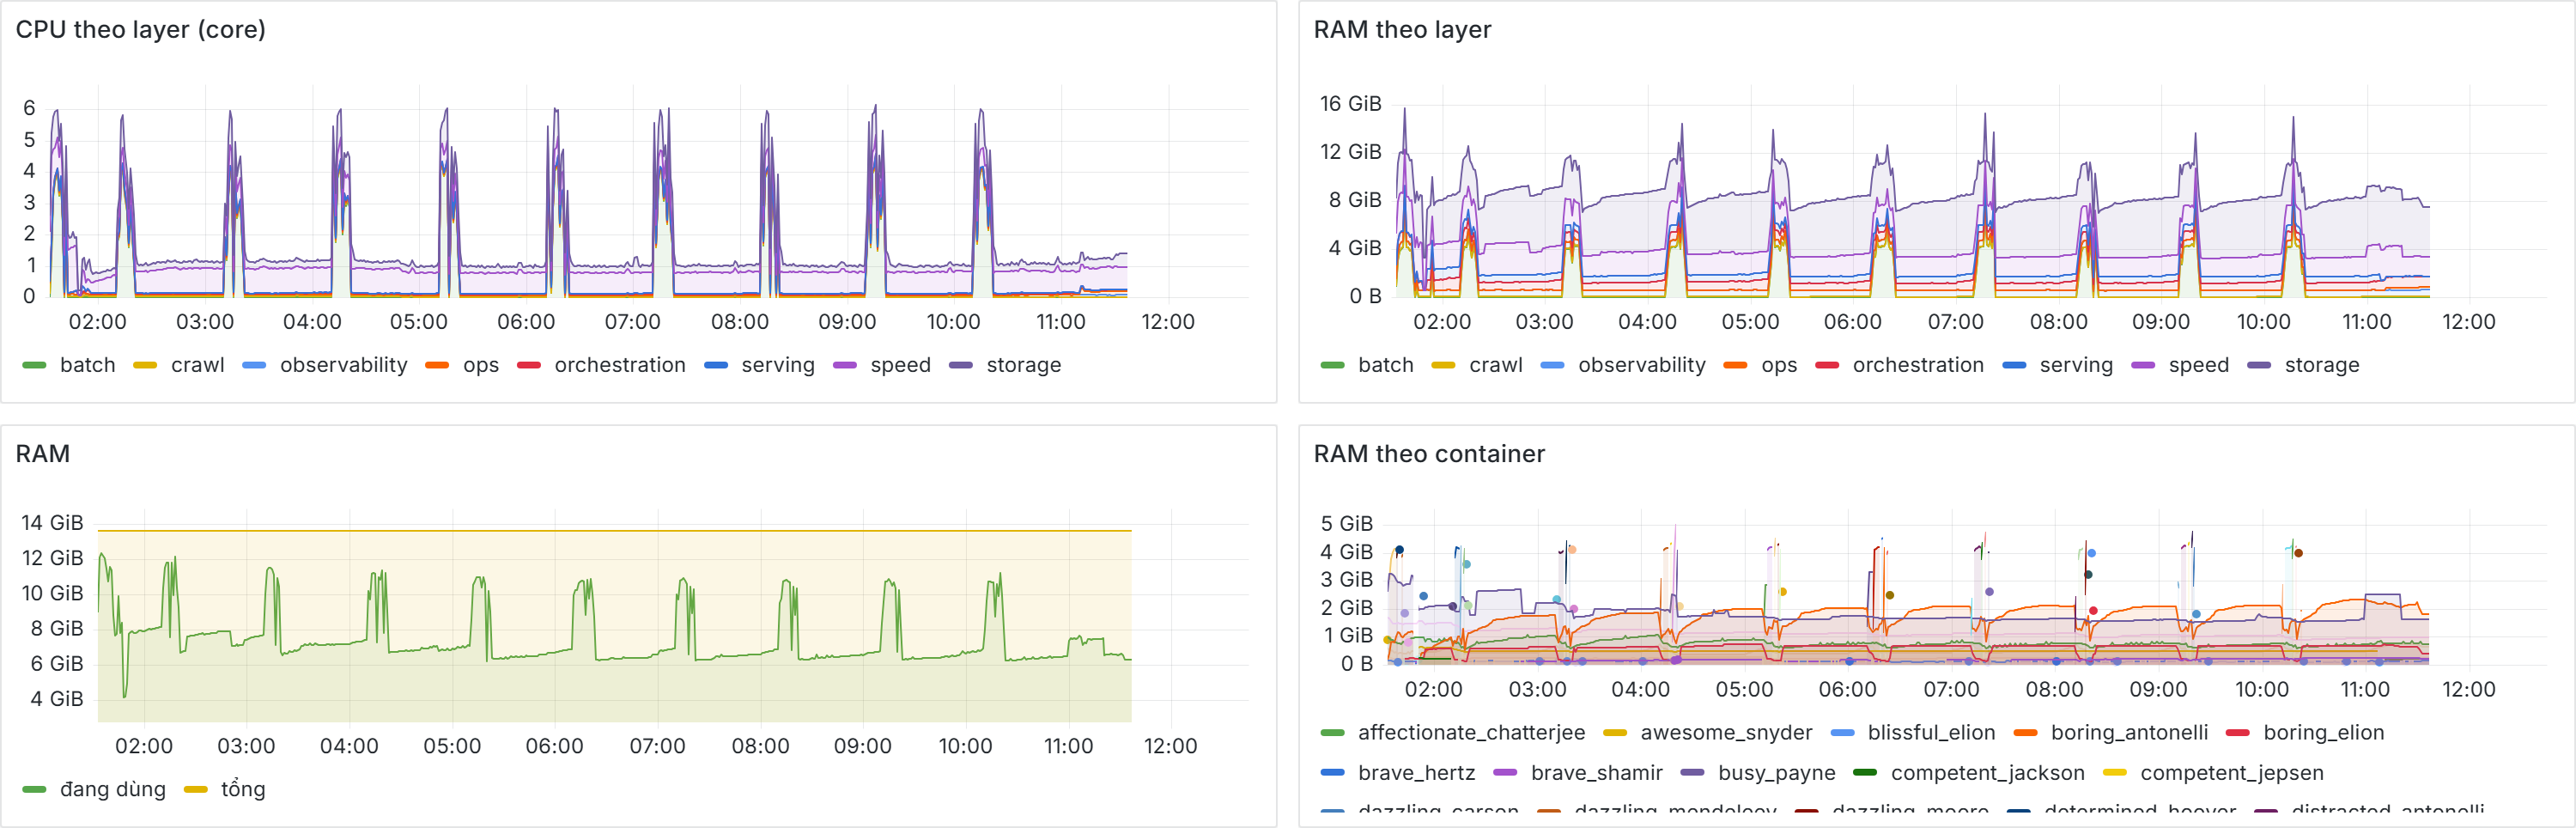 CPU theo layer (core)
6
5
4
3
2
1
0
02:00 03:00 04:00 05:00 06:00 07:00 08:00 09:00 10:00 11:00 12:00
batch crawl observability ops orchestration serving speed storage
RAM theo layer
16 GiB
12 GiB
8 GiB
4 GiB
0 B
02:00 03:00 04:00 05:00 06:00 07:00 08:00 09:00 10:00 11:00 12:00
batch crawl observability ops orchestration serving speed storage
RAM
14 GiB
12 GiB
10 GiB
8 GiB
6 GiB
4 GiB
02:00 03:00 04:00 05:00 06:00 07:00 08:00 09:00 10:00 11:00 12:00
đang dùng tổng
RAM theo container
5 GiB
4 GiB
3 GiB
2 GiB
1 GiB
0 B
02:00 03:00 04:00 05:00 06:00 07:00 08:00 09:00 10:00 11:00 12:00
affectionate_chatterjee awesome_snyder blissful_elion boring_antonelli boring_elion
brave_hertz brave_shamir busy_payne competent_jackson competent_jepsen
dazzling_carson dazzling_mendeleev dazzling_moore determined_hoover distracted_antonelli